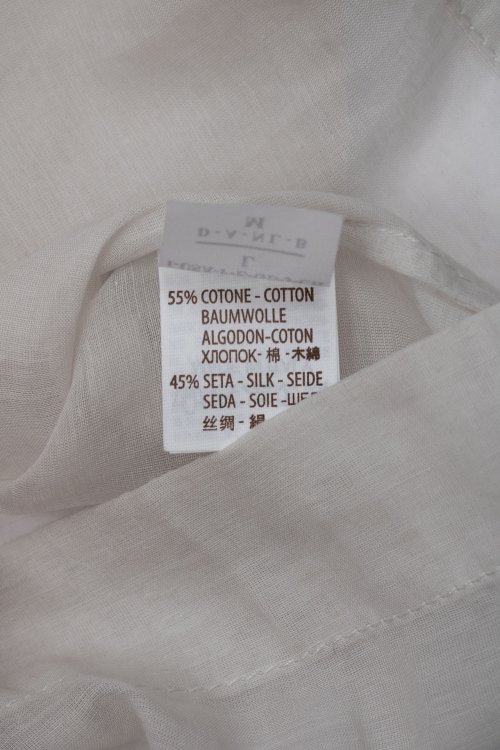 55% COTONE - COTTON
BAUMWOLLE
ALGODON-COTON
ХЛОПОК- 棉 -木綿
45% SETA - SILK - SEIDE
SEDA - SOIE -
丝绸 - 絹